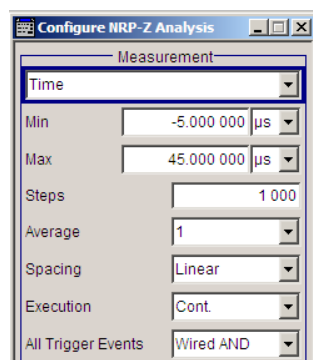 Configure NRP-Z Analysis
Measurement
Time
Min -5.000 000 µs
Max 45.000 000 µs
Steps 1 000
Average 1
Spacing Linear
Execution Cont.
All Trigger Events Wired AND